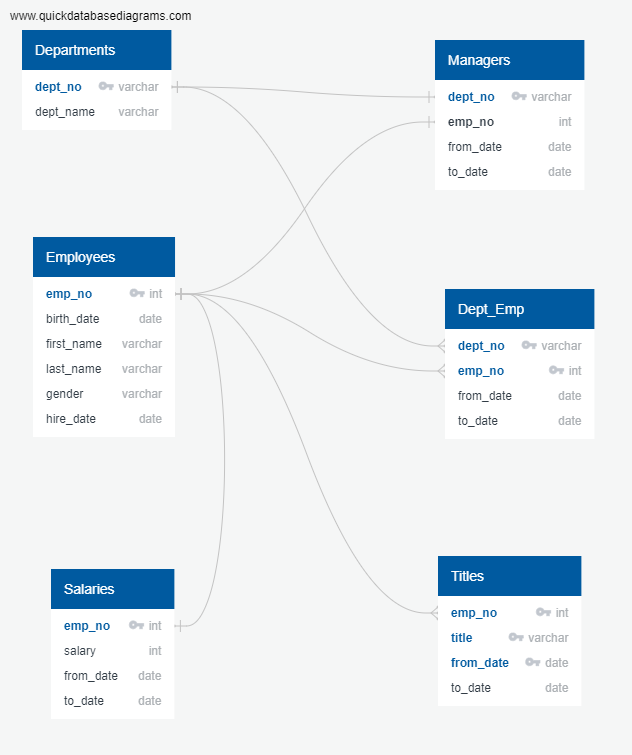 www.quickdatabasediagrams.com
Departments
dept_no varchar
dept_name varchar
Managers
dept_no varchar
emp_no int
from_date date
to_date date
Employees
emp_no int
birth_date date
first_name varchar
last_name varchar
gender varchar
hire_date date
Dept_Emp
dept_no varchar
emp_no int
from_date date
to_date date
Salaries
emp_no int
salary int
from_date date
to_date date
Titles
emp_no int
title varchar
from_date date
to_date date